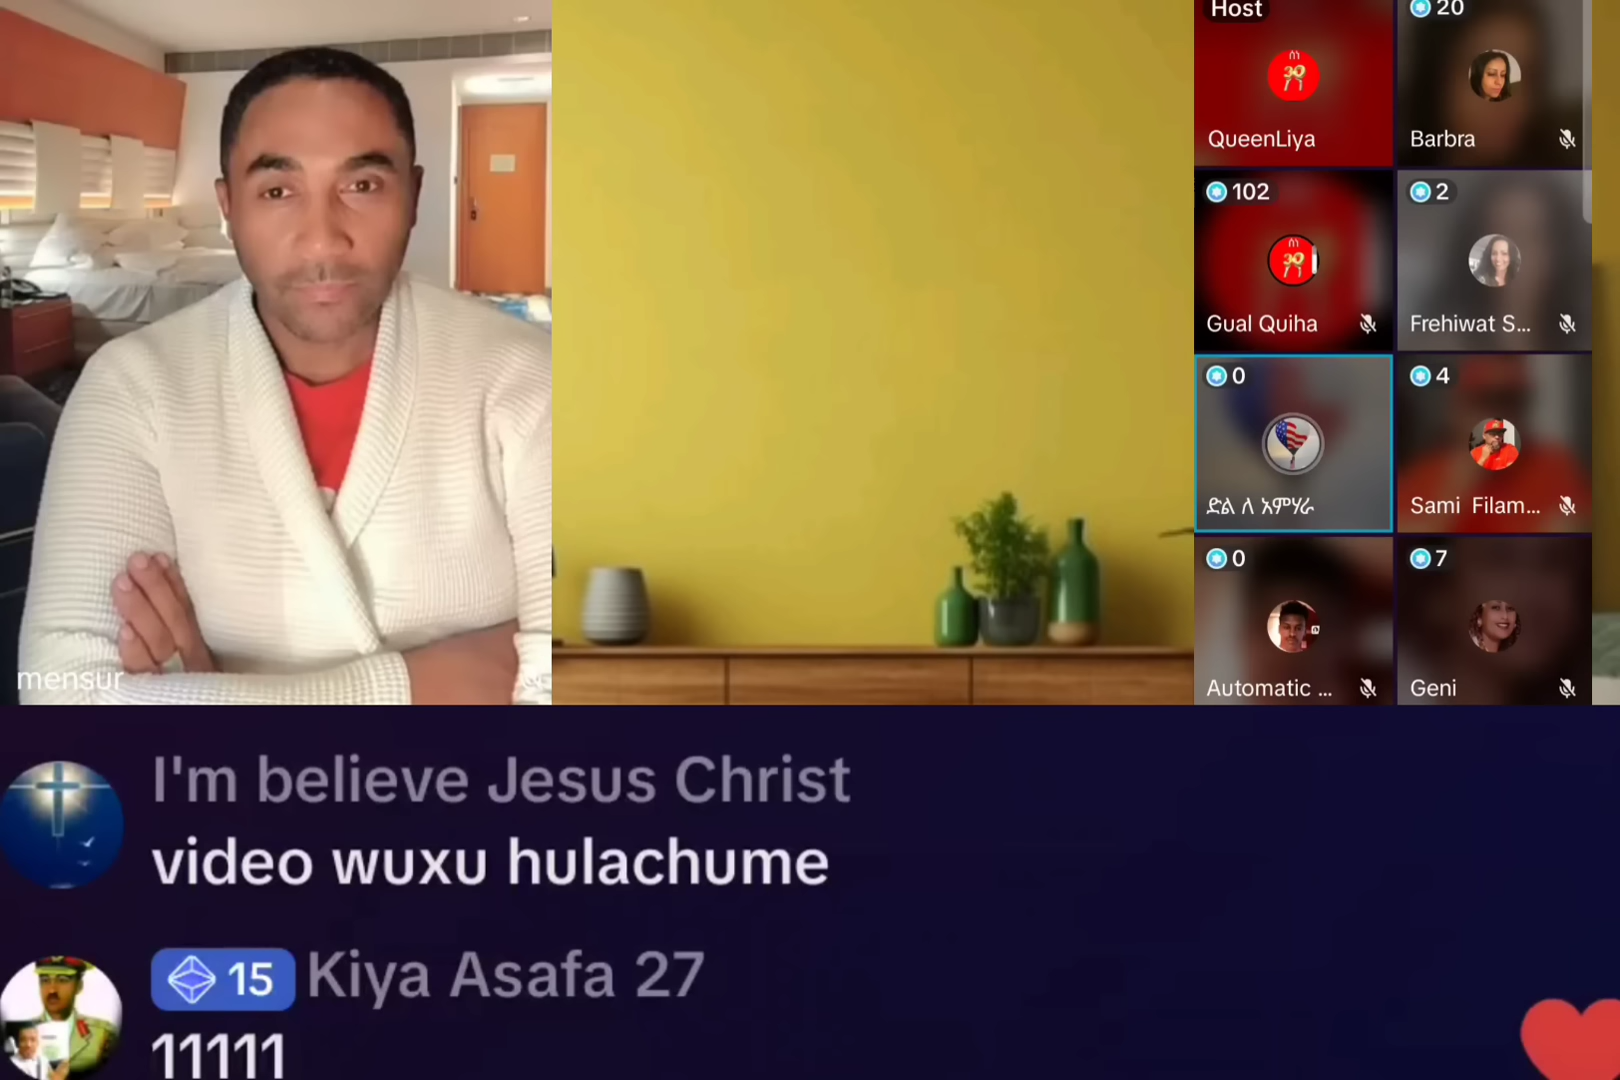 Host
20
QueenLiya
Barbra
102
2
Gual Quiha
Frehiwat S...
0
4
ድል ለ አምሃራ
Sami Filam...
0
7
Automatic ...
Geni
mensur
I'm believe Jesus Christ
video wuxu hulachume
15 Kiya Asafa 27
11111